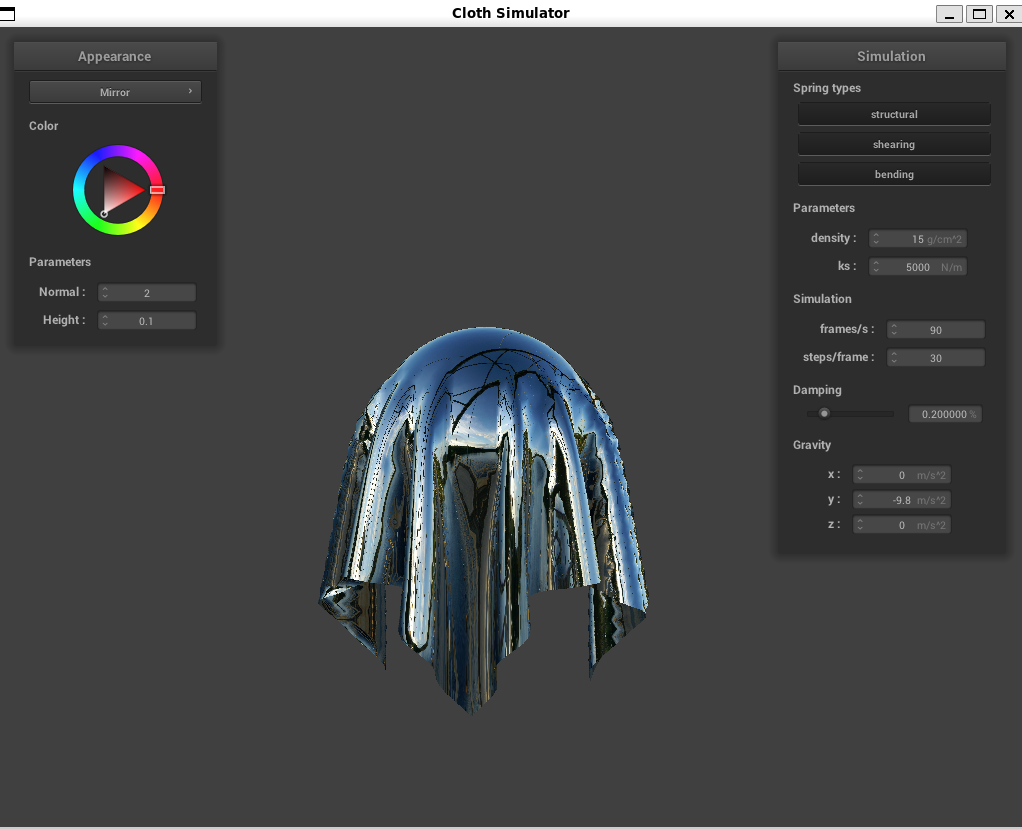 Cloth Simulator
Appearance
Mirror ›
Color
Parameters
Normal : 2
Height : 0.1
Simulation
Spring types
structural
shearing
bending
Parameters
density : 15 g/cm^2
ks : 5000 N/m
Simulation
frames/s : 90
steps/frame : 30
Damping
0.200000 %
Gravity
x : 0 m/s^2
y : -9.8 m/s^2
z : 0 m/s^2